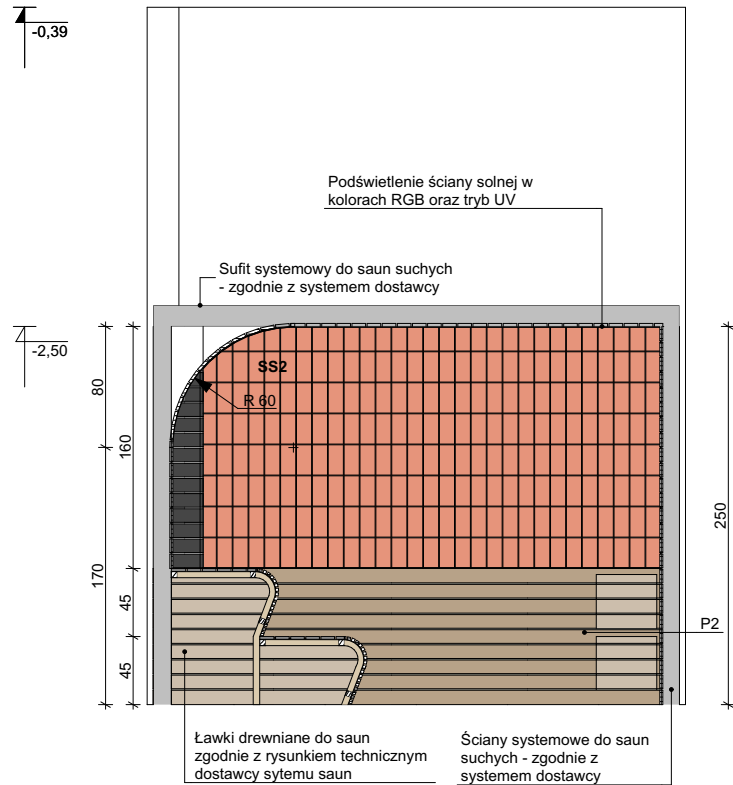 -0,39
Podświetlenie ściany solnej w
kolorach RGB oraz tryb UV
Sufit systemowy do saun suchych
- zgodnie z systemem dostawcy
-2,50
80
SS2
R 60
160
250
170
45
P2
45
Ławki drewniane do saun
zgodnie z rysunkiem technicznym
dostawcy sytemu saun
Ściany systemowe do saun
suchych - zgodnie z
systemem dostawcy